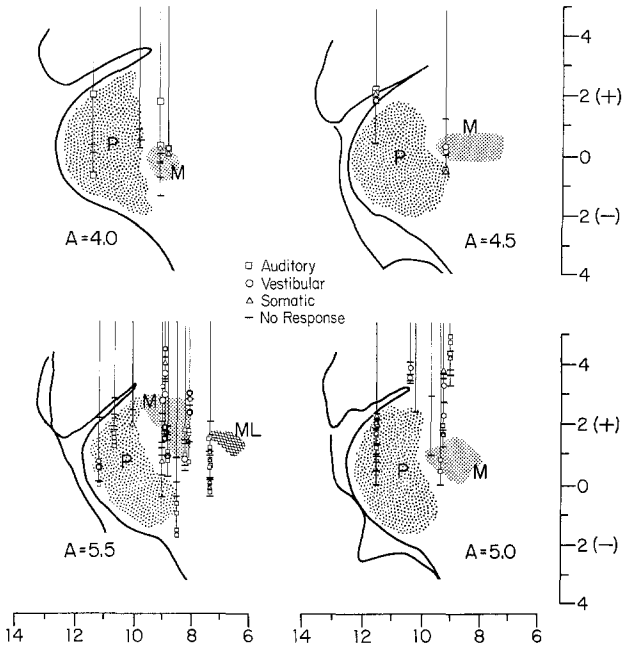 P
M
A=4.0
M
P
A=4.5
□ Auditory
○ Vestibular
△ Somatic
— No Response
4
2 (+)
0
2 (−)
4
M
ML
P
A=5.5
P
M
A=5.0
4
2 (+)
0
2 (−)
4
14 12 10 8 6
14 12 10 8 6